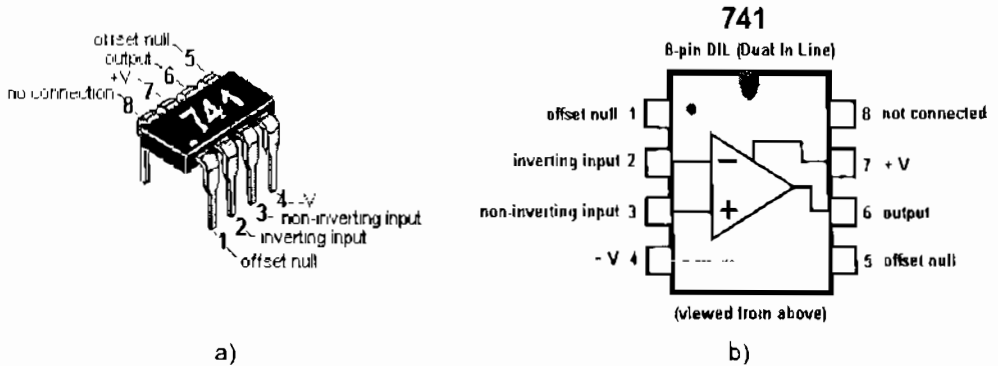 offset null 5
output 6
+V 7
no connection 8
741
4 -V
3 non-inverting input
2 inverting input
1 offset null
a)
741
8-pin DIL (Dual In Line)
offset null 1
8 not connected
inverting input 2
7 + V
non-inverting input 3
6 output
- V 4
5 offset null
(viewed from above)
b)